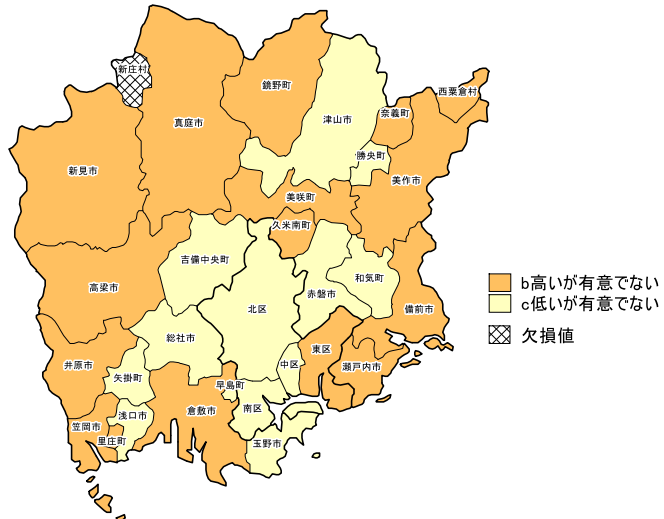 新庄村
鏡野町
西粟倉村
奈義町
津山市
真庭市
勝央町
新見市
美作市
美咲町
久米南町
吉備中央町
和気町
高梁市
赤磐市
北区
備前市
b高いが有意でない
c低いが有意でない
欠損値
総社市
東区
中区
井原市
瀬戸内市
矢掛町
早島町
浅口市
倉敷市
南区
笠岡市
里庄町
玉野市